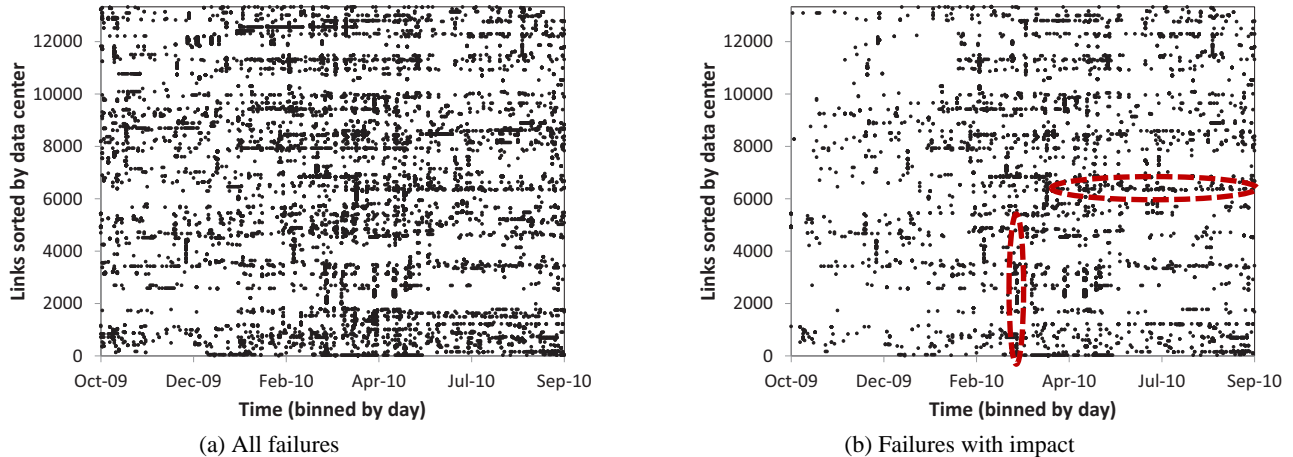 Links sorted by data center
12000
10000
8000
6000
4000
2000
0
Oct-09 Dec-09 Feb-10 Apr-10 Jul-10 Sep-10
Time (binned by day)
(a) All failures
Links sorted by data center
12000
10000
8000
6000
4000
2000
0
Oct-09 Dec-09 Feb-10 Apr-10 Jul-10 Sep-10
Time (binned by day)
(b) Failures with impact